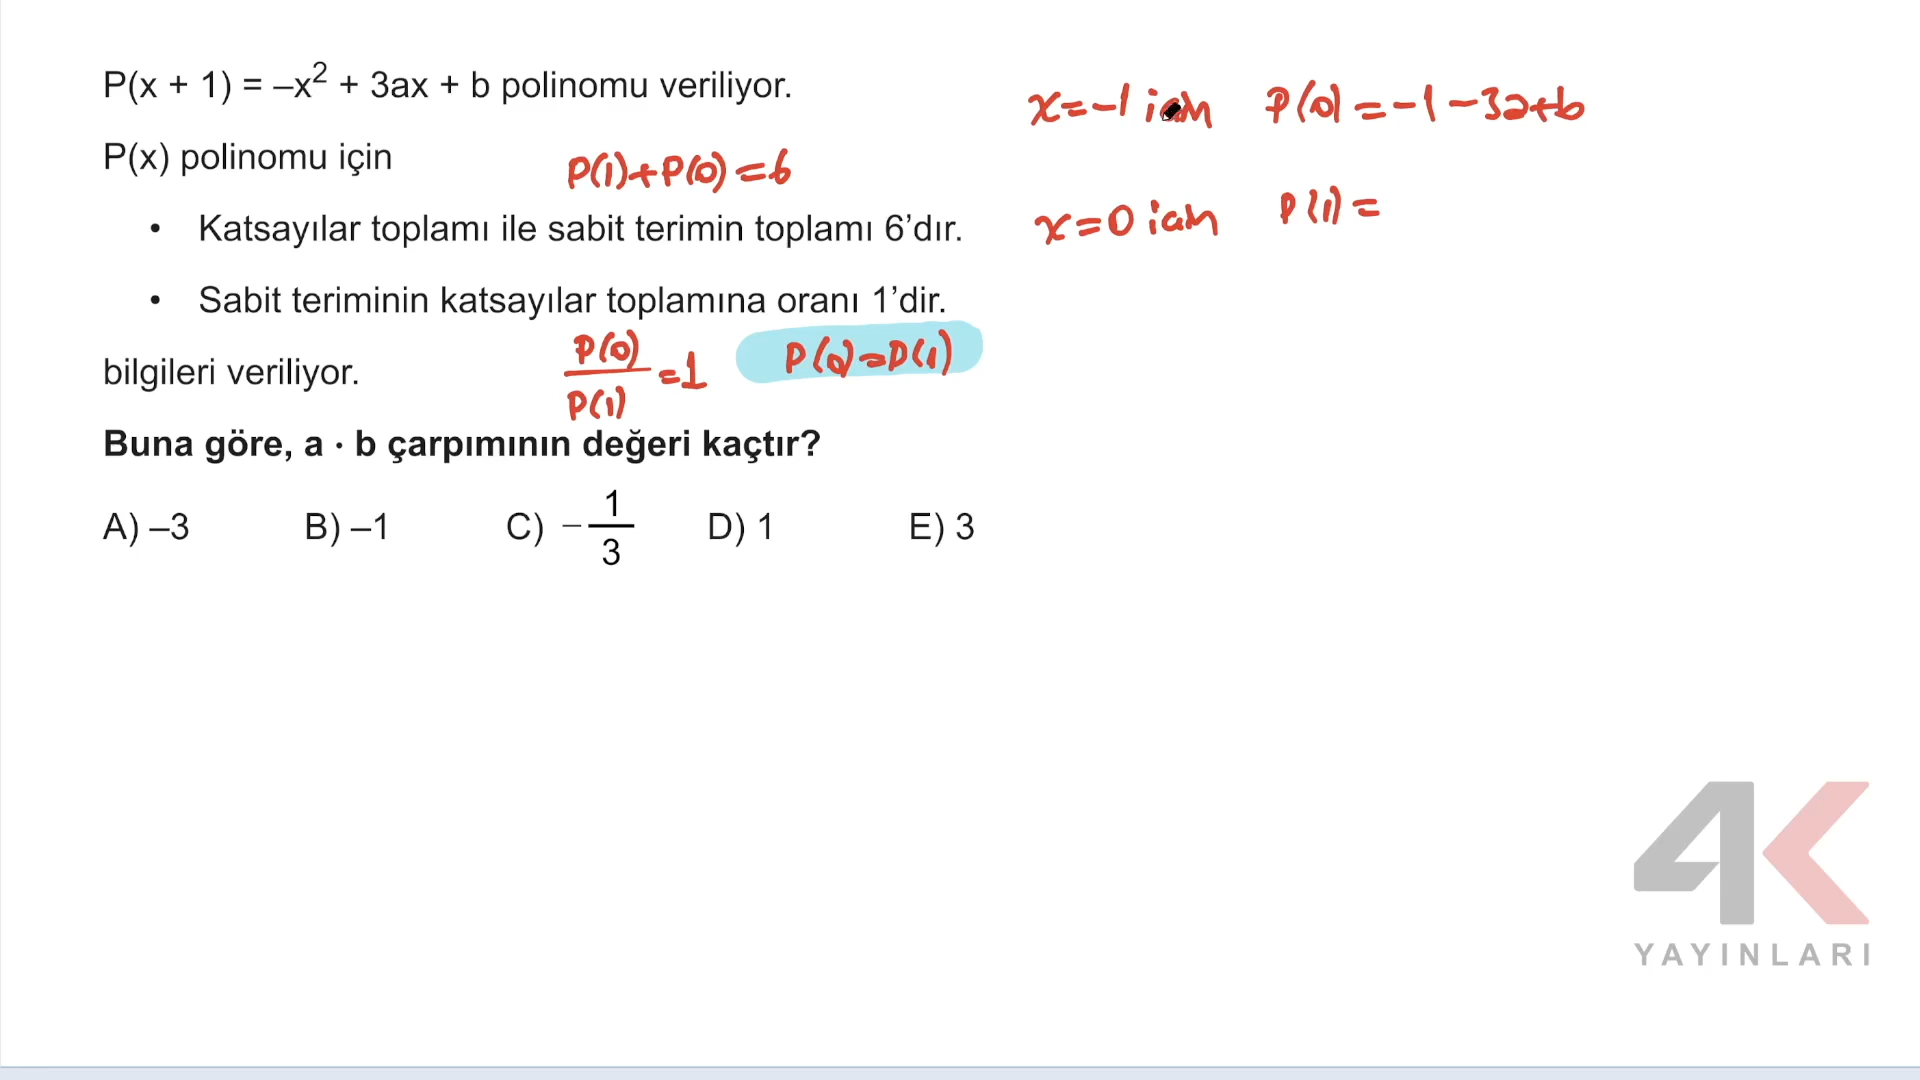 P(x + 1) = –x² + 3ax + b polinomu veriliyor.
P(x) polinomu için
P(1)+P(0)=6
• Katsayılar toplamı ile sabit terimin toplamı 6’dır.
• Sabit teriminin katsayılar toplamına oranı 1’dir.
bilgileri veriliyor.
P(0)/P(1) =1 P(0)=P(1)
Buna göre, a · b çarpımının değeri kaçtır?
A) –3 B) –1 C) –1/3 D) 1 E) 3
x=-1 için P(0)=-1-3a+b
x=0 için P(1)=
4K
YAYINLARI